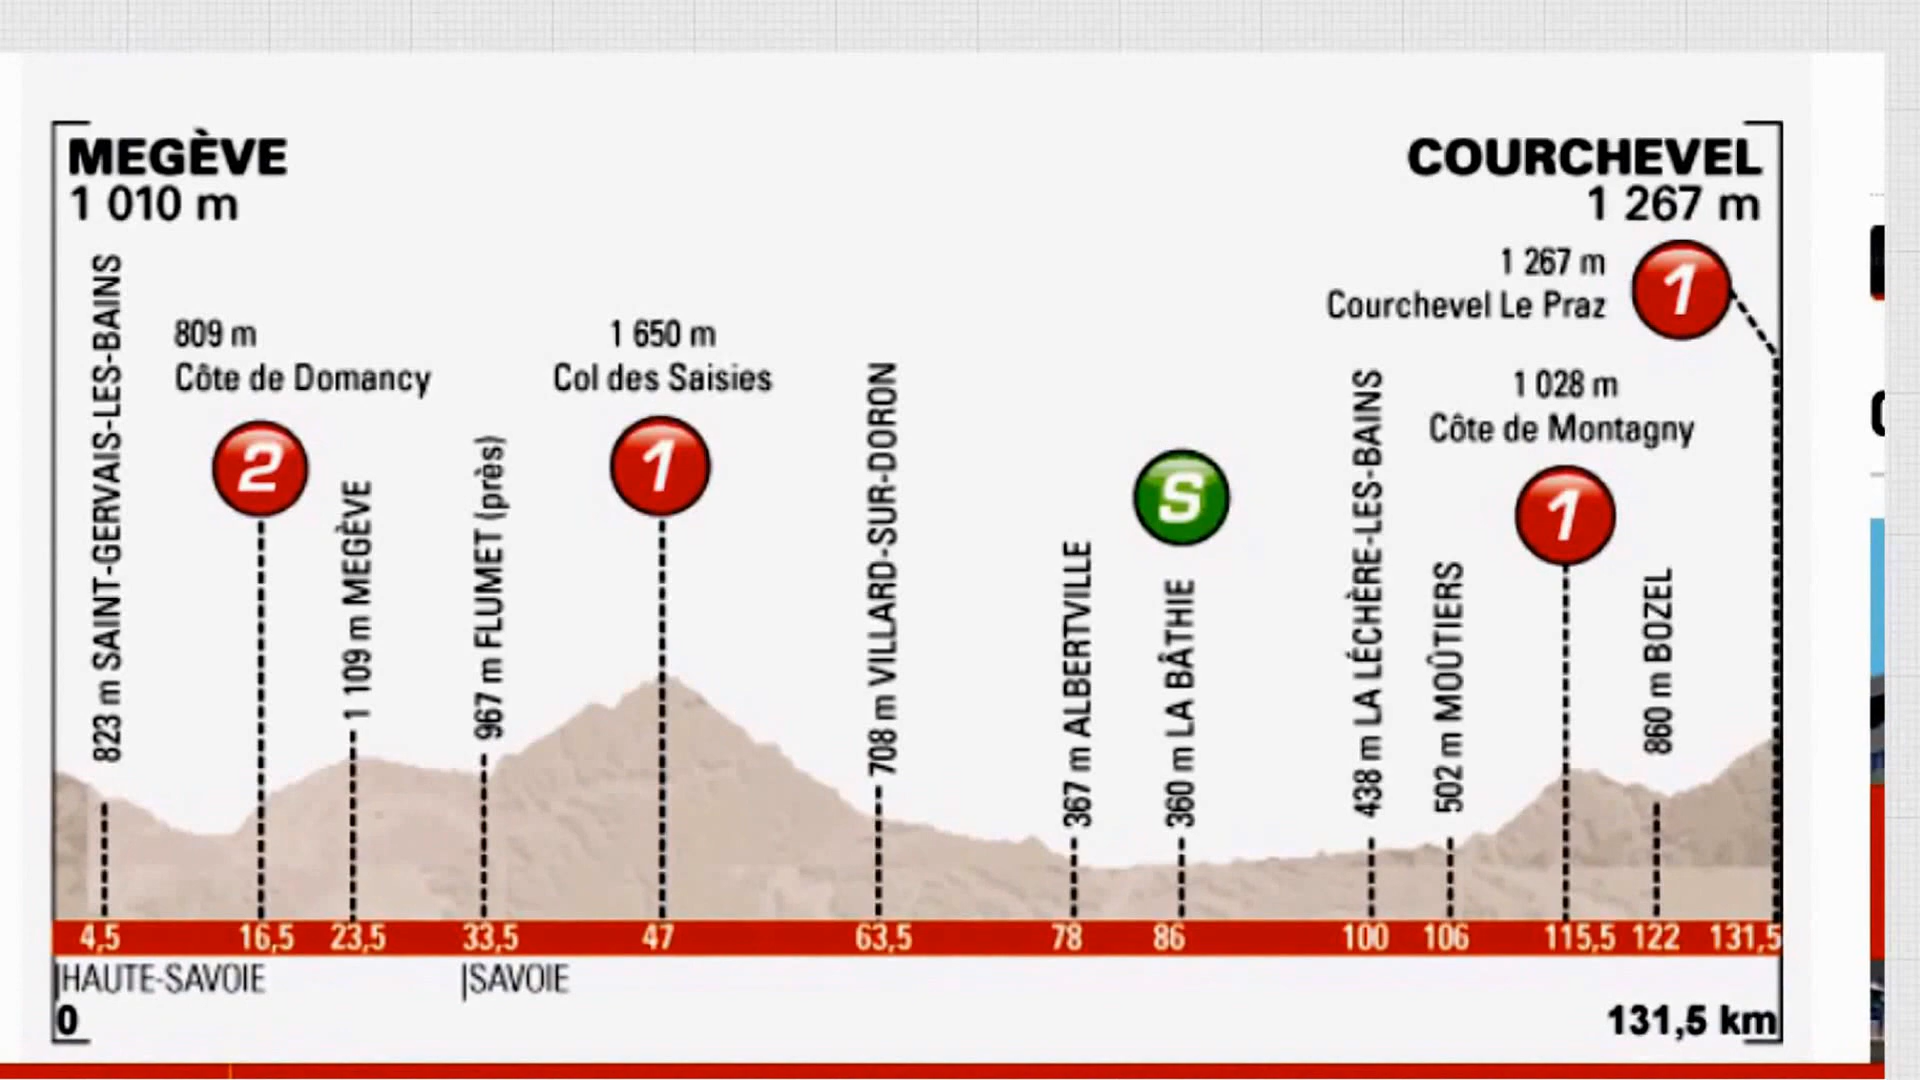 MEGÈVE
1 010 m
COURCHEVEL
1 267 m
1 267 m
Courchevel Le Praz
1
823 m SAINT-GERVAIS-LES-BAINS
809 m
Côte de Domancy
2
1 109 m MEGÈVE
967 m FLUMET (près)
1 650 m
Col des Saisies
1
708 m VILLARD-SUR-DORON
367 m ALBERTVILLE
S
360 m LA BÂTHIE
438 m LA LÉCHÈRE-LES-BAINS
502 m MOÛTIERS
1 028 m
Côte de Montagny
1
860 m BOZEL
4,5 16,5 23,5 33,5 47 63,5 78 86 100 106 115,5 122 131,5
HAUTE-SAVOIE SAVOIE
0 131,5 km